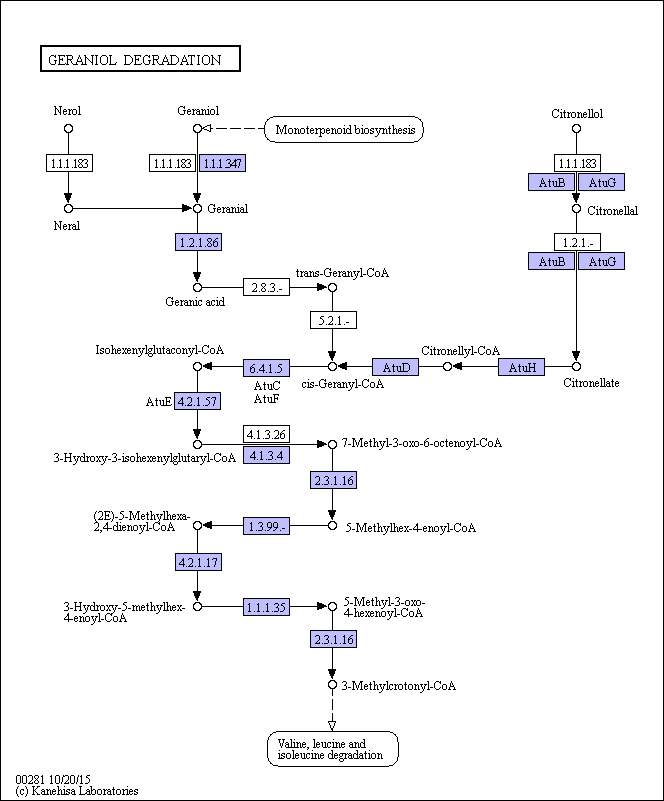 GERANIOL DEGRADATION
Nerol
Geraniol
Citronellol
Monoterpenoid biosynthesis
1.1.1.183
1.1.1.183
1.1.1.347
1.1.1.183
AtuB
AtuG
Neral
Geranial
Citronellal
1.2.1.86
1.2.1.-
AtuB
AtuG
trans-Geranyl-CoA
2.8.3.-
Geranic acid
5.2.1.-
Isohexenylglutaconyl-CoA
Citronellyl-CoA
6.4.1.5
AtuD
AtuH
AtuC
AtuF
cis-Geranyl-CoA
Citronellate
AtuE
4.2.1.57
4.1.3.26
7-Methyl-3-oxo-6-octenoyl-CoA
3-Hydroxy-3-isohexenylglutaryl-CoA
4.1.3.4
2.3.1.16
(2E)-5-Methylhexa-
2,4-dienoyl-CoA
1.3.99.-
5-Methylhex-4-enoyl-CoA
4.2.1.17
3-Hydroxy-5-methylhex-
4-enoyl-CoA
1.1.1.35
5-Methyl-3-oxo-
4-hexenoyl-CoA
2.3.1.16
3-Methylcrotonyl-CoA
Valine, leucine and
isoleucine degradation
00281 10/20/15
(c) Kanehisa Laboratories